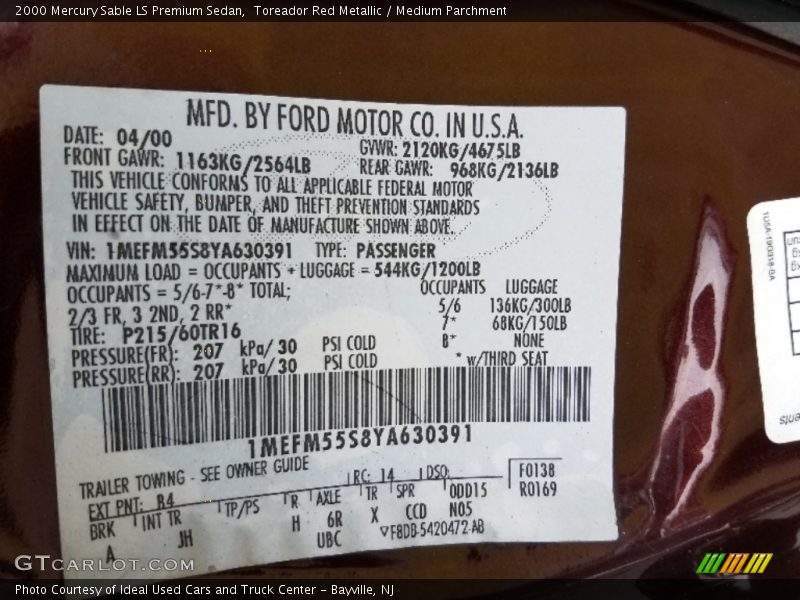 2000 Mercury Sable LS Premium Sedan,  Toreador Red Metallic / Medium Parchment
MFD. BY FORD MOTOR CO. IN U.S.A.
DATE: 04/00 GVWR: 2120KG/4675LB
FRONT GAWR: 1163KG/2564LB REAR GAWR: 968KG/2136LB
THIS VEHICLE CONFORMS TO ALL APPLICABLE FEDERAL MOTOR
VEHICLE SAFETY, BUMPER, AND THEFT PREVENTION STANDARDS
IN EFFECT ON THE DATE OF MANUFACTURE SHOWN ABOVE.
VIN: 1MEFM55S8YA630391 TYPE: PASSENGER
MAXIMUM LOAD = OCCUPANTS + LUGGAGE = 544KG/1200LB
OCCUPANTS = 5/6-7*-8* TOTAL; OCCUPANTS LUGGAGE
2/3 FR, 3 2ND, 2 RR* 5/6 136KG/300LB
TIRE: P215/60TR16 7* 68KG/150LB
PRESSURE(FR): 207 kPa/ 30 PSI COLD 8* NONE
PRESSURE(RR): 207 kPa/ 30 PSI COLD * w/THIRD SEAT
1MEFM55S8YA630391
TRAILER TOWING - SEE OWNER GUIDE
EXT PNT: B4 RC: 14 DSO: F0138
BRK INT TR TP/PS R AXLE TR SPR ODD15 R0169
A JH H 6R X CCD N05
UBC F8DB-5420472-AB
GTCARLOT.COM
Photo Courtesy of Ideal Used Cars and Truck Center – Bayville, NJ